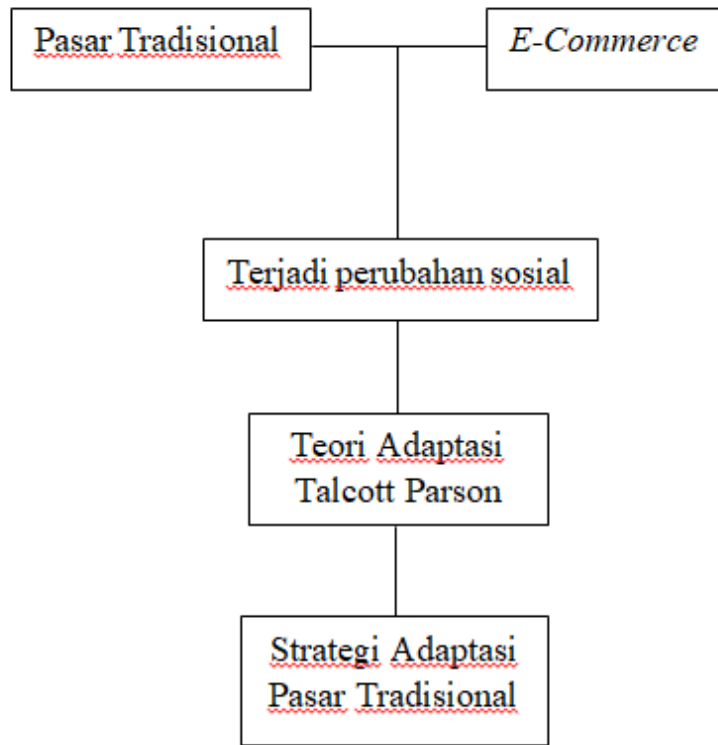 Pasar Tradisional
E-Commerce
Terjadi perubahan sosial
Teori Adaptasi
Talcott Parson
Strategi Adaptasi
Pasar Tradisional